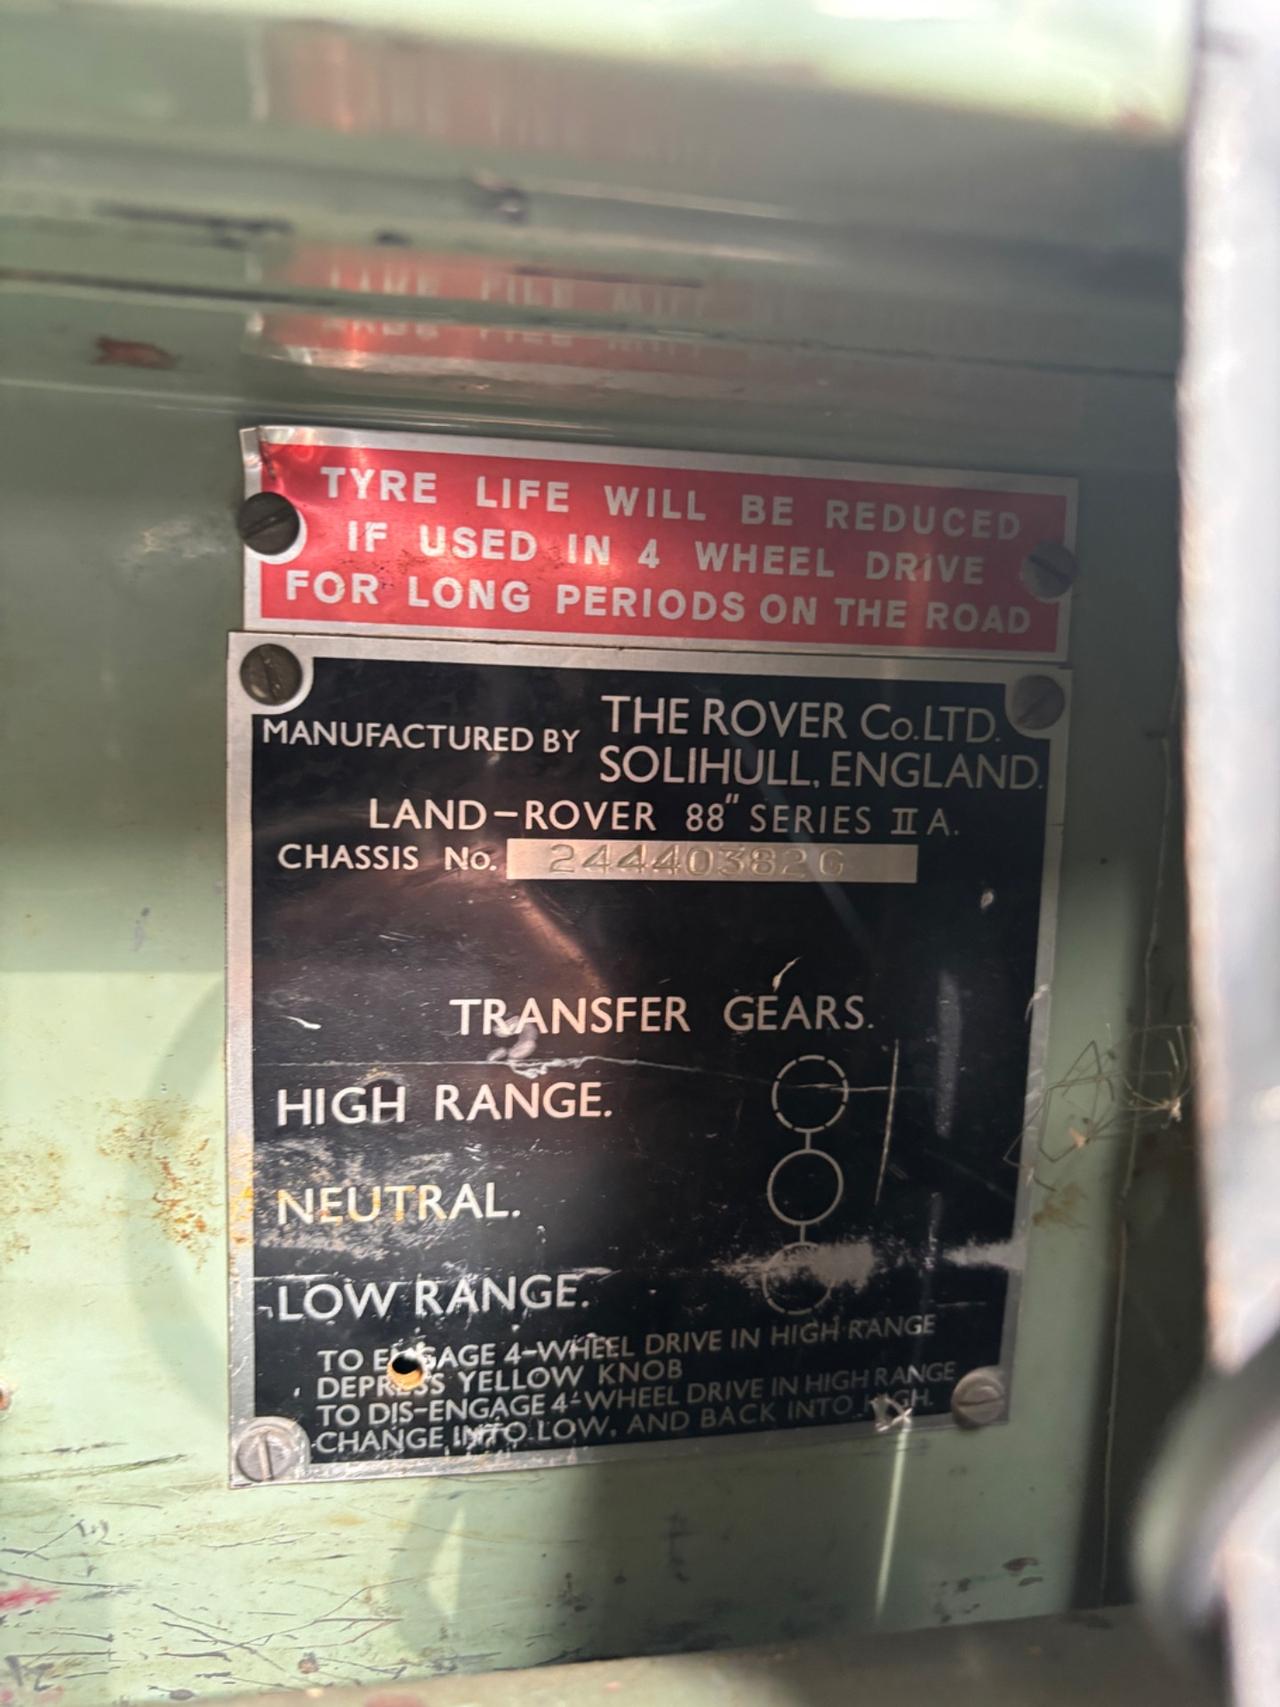 TYRE LIFE WILL BE REDUCED
IF USED IN 4 WHEEL DRIVE
FOR LONG PERIODS ON THE ROAD
MANUFACTURED BY THE ROVER Co.LTD.
SOLIHULL, ENGLAND.
LAND-ROVER 88" SERIES II A.
CHASSIS No. 24440382G
TRANSFER GEARS.
HIGH RANGE.
NEUTRAL.
LOW RANGE.
TO ENGAGE 4-WHEEL DRIVE IN HIGH RANGE
DEPRESS YELLOW KNOB
TO DIS-ENGAGE 4-WHEEL DRIVE IN HIGH RANGE
CHANGE INTO LOW, AND BACK INTO HIGH.